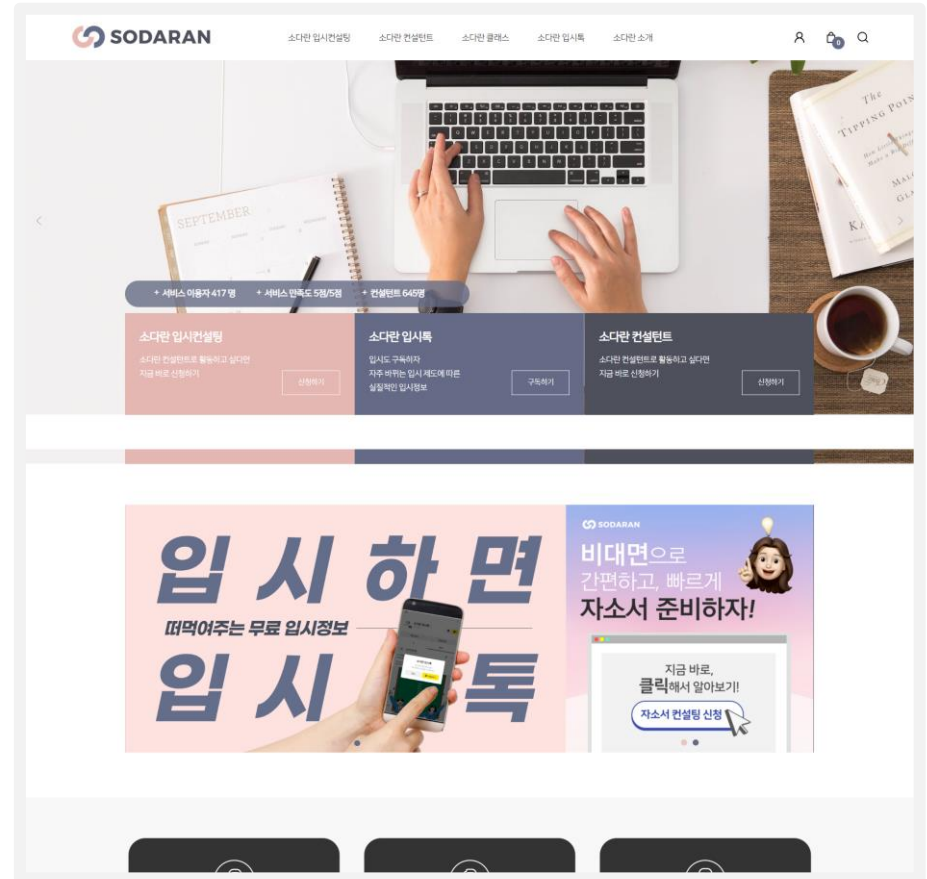 SODARAN
소다란 입시컨설팅
소다란 컨설턴트
소다란 클래스
소다란 입시톡
소다란 소개
0
The
TIPPING POINT
SEPTEMBER
+ 서비스 이용자 417 명
+ 서비스 만족도 5점/5점
+ 컨설턴트 645명
소다란 입시컨설팅
소다란 컨설턴트로 활동하고 싶다면
지금 바로 신청하기
신청하기
소다란 입시톡
입시도 구독하자
자주 바뀌는 입시 제도에 따른
실질적인 입시정보
구독하기
소다란 컨설턴트
소다란 컨설턴트로 활동하고 싶다면
지금 바로 신청하기
신청하기
입시하면
떠먹여주는 무료 입시정보
입시톡
SODARAN
비대면으로
간편하고, 빠르게
자소서 준비하자!
지금 바로,
클릭해서 알아보기!
자소서 컨설팅 신청